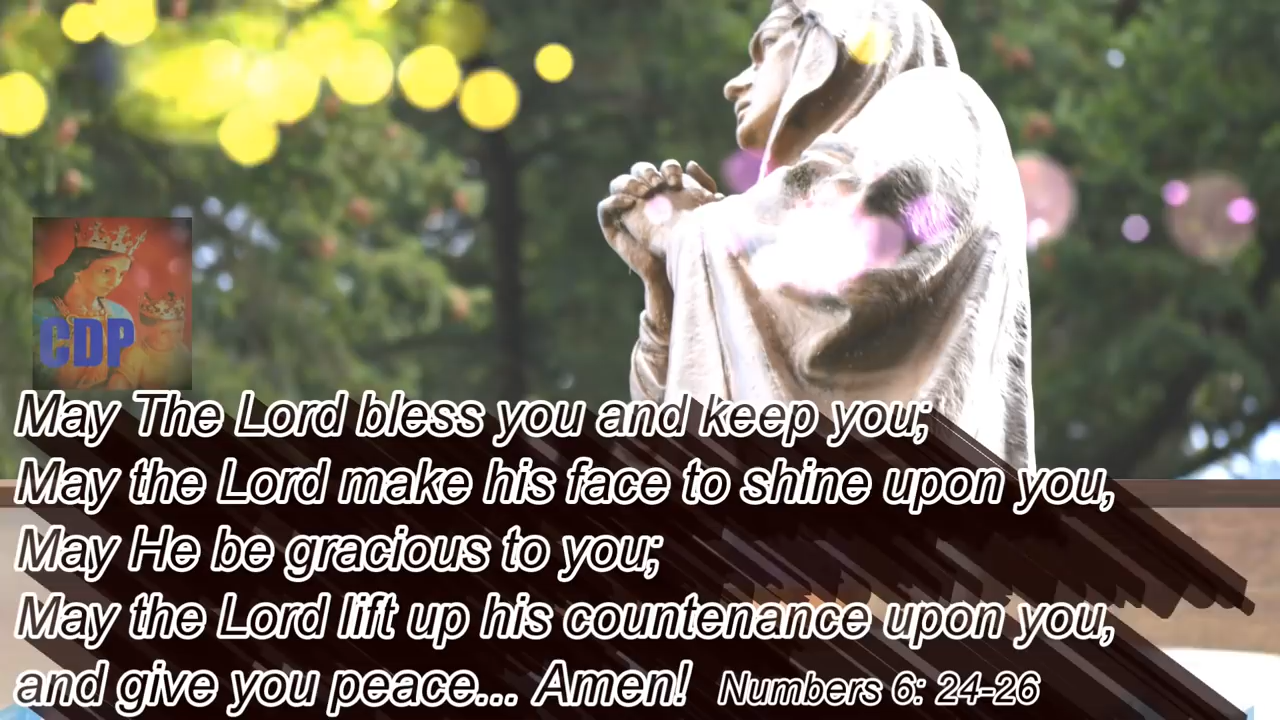 CDP
May The Lord bless you and keep you;
May the Lord make his face to shine upon you,
May He be gracious to you;
May the Lord lift up his countenance upon you,
and give you peace... Amen! Numbers 6: 24-26